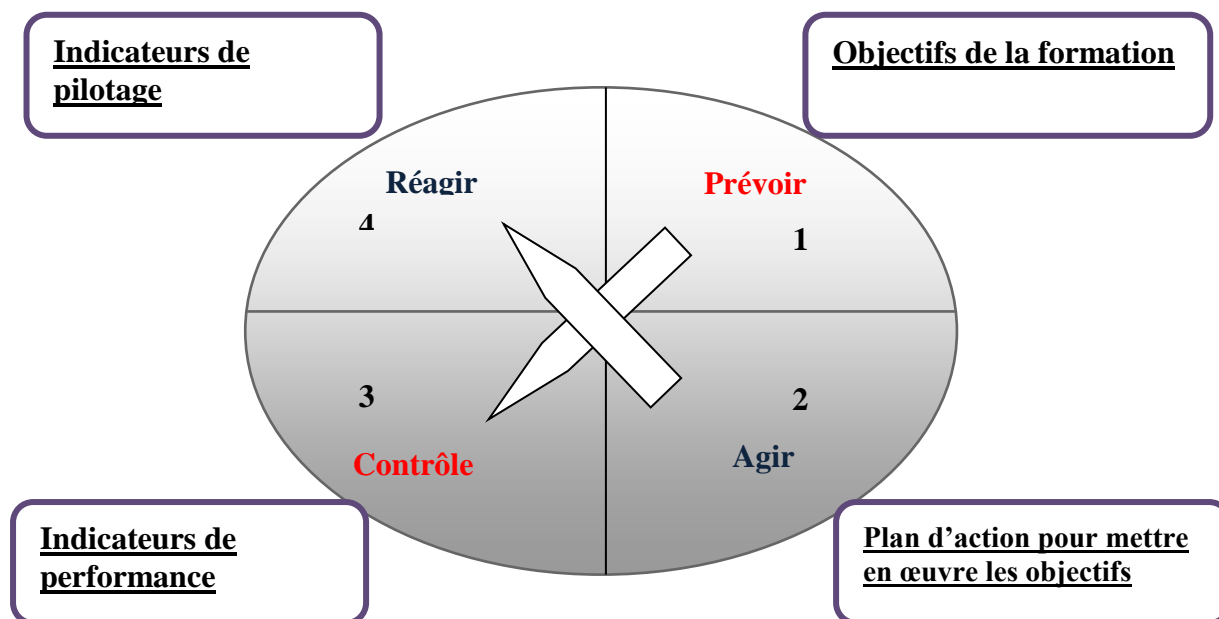 Indicateurs de
pilotage
Objectifs de la formation
Réagir
4
Prévoir
1
3
Contrôle
2
Agir
Indicateurs de
performance
Plan d’action pour mettre
en œuvre les objectifs